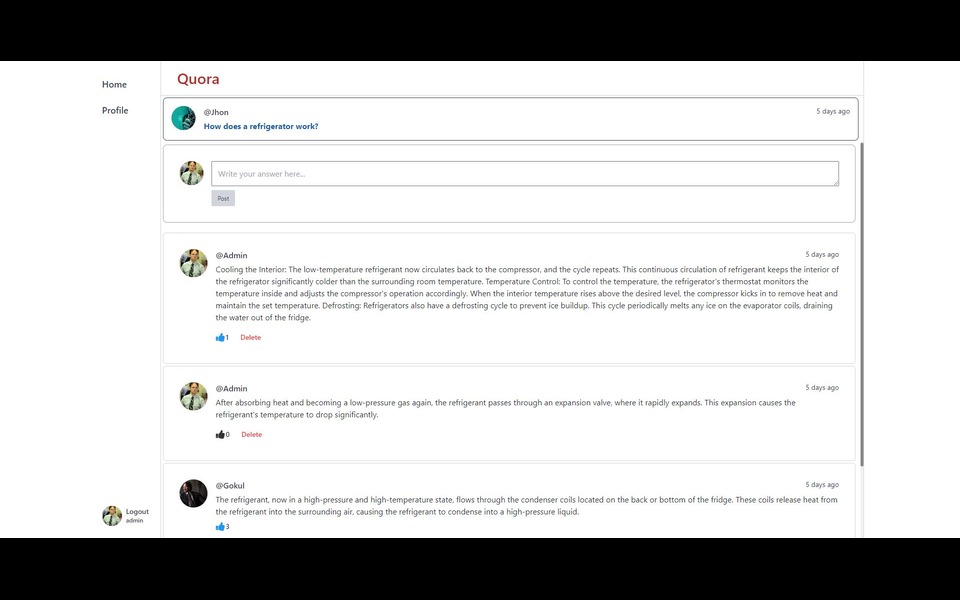 Quora
Home
Profile
@Jhon
5 days ago
How does a refrigerator work?
Write your answer here...
Post
@Admin
5 days ago
Cooling the Interior: The low-temperature refrigerant now circulates back to the compressor, and the cycle repeats. This continuous circulation of refrigerant keeps the interior of
the refrigerator significantly colder than the surrounding room temperature. Temperature Control: To control the temperature, the refrigerator's thermostat monitors the
temperature inside and adjusts the compressor's operation accordingly. When the interior temperature rises above the desired level, the compressor kicks in to remove heat and
maintain the set temperature. Defrosting: Refrigerators also have a defrosting cycle to prevent ice buildup. This cycle periodically melts any ice on the evaporator coils, draining
the water out of the fridge.
1 Delete
@Admin
5 days ago
After absorbing heat and becoming a low-pressure gas again, the refrigerant passes through an expansion valve, where it rapidly expands. This expansion causes the
refrigerant's temperature to drop significantly.
0 Delete
@Gokul
5 days ago
The refrigerant, now in a high-pressure and high-temperature state, flows through the condenser coils located on the back or bottom of the fridge. These coils release heat from
the refrigerant into the surrounding air, causing the refrigerant to condense into a high-pressure liquid.
3
Logout
admin